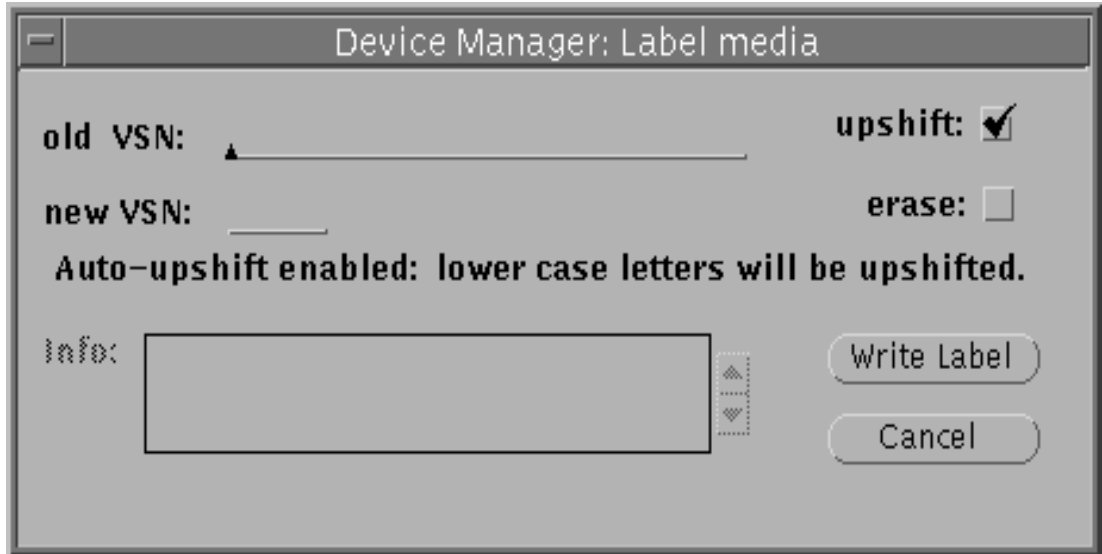 Device Manager: Label media
old VSN:
upshift:
new VSN:
erase:
Auto-upshift enabled: lower case letters will be upshifted.
Info:
Write Label
Cancel